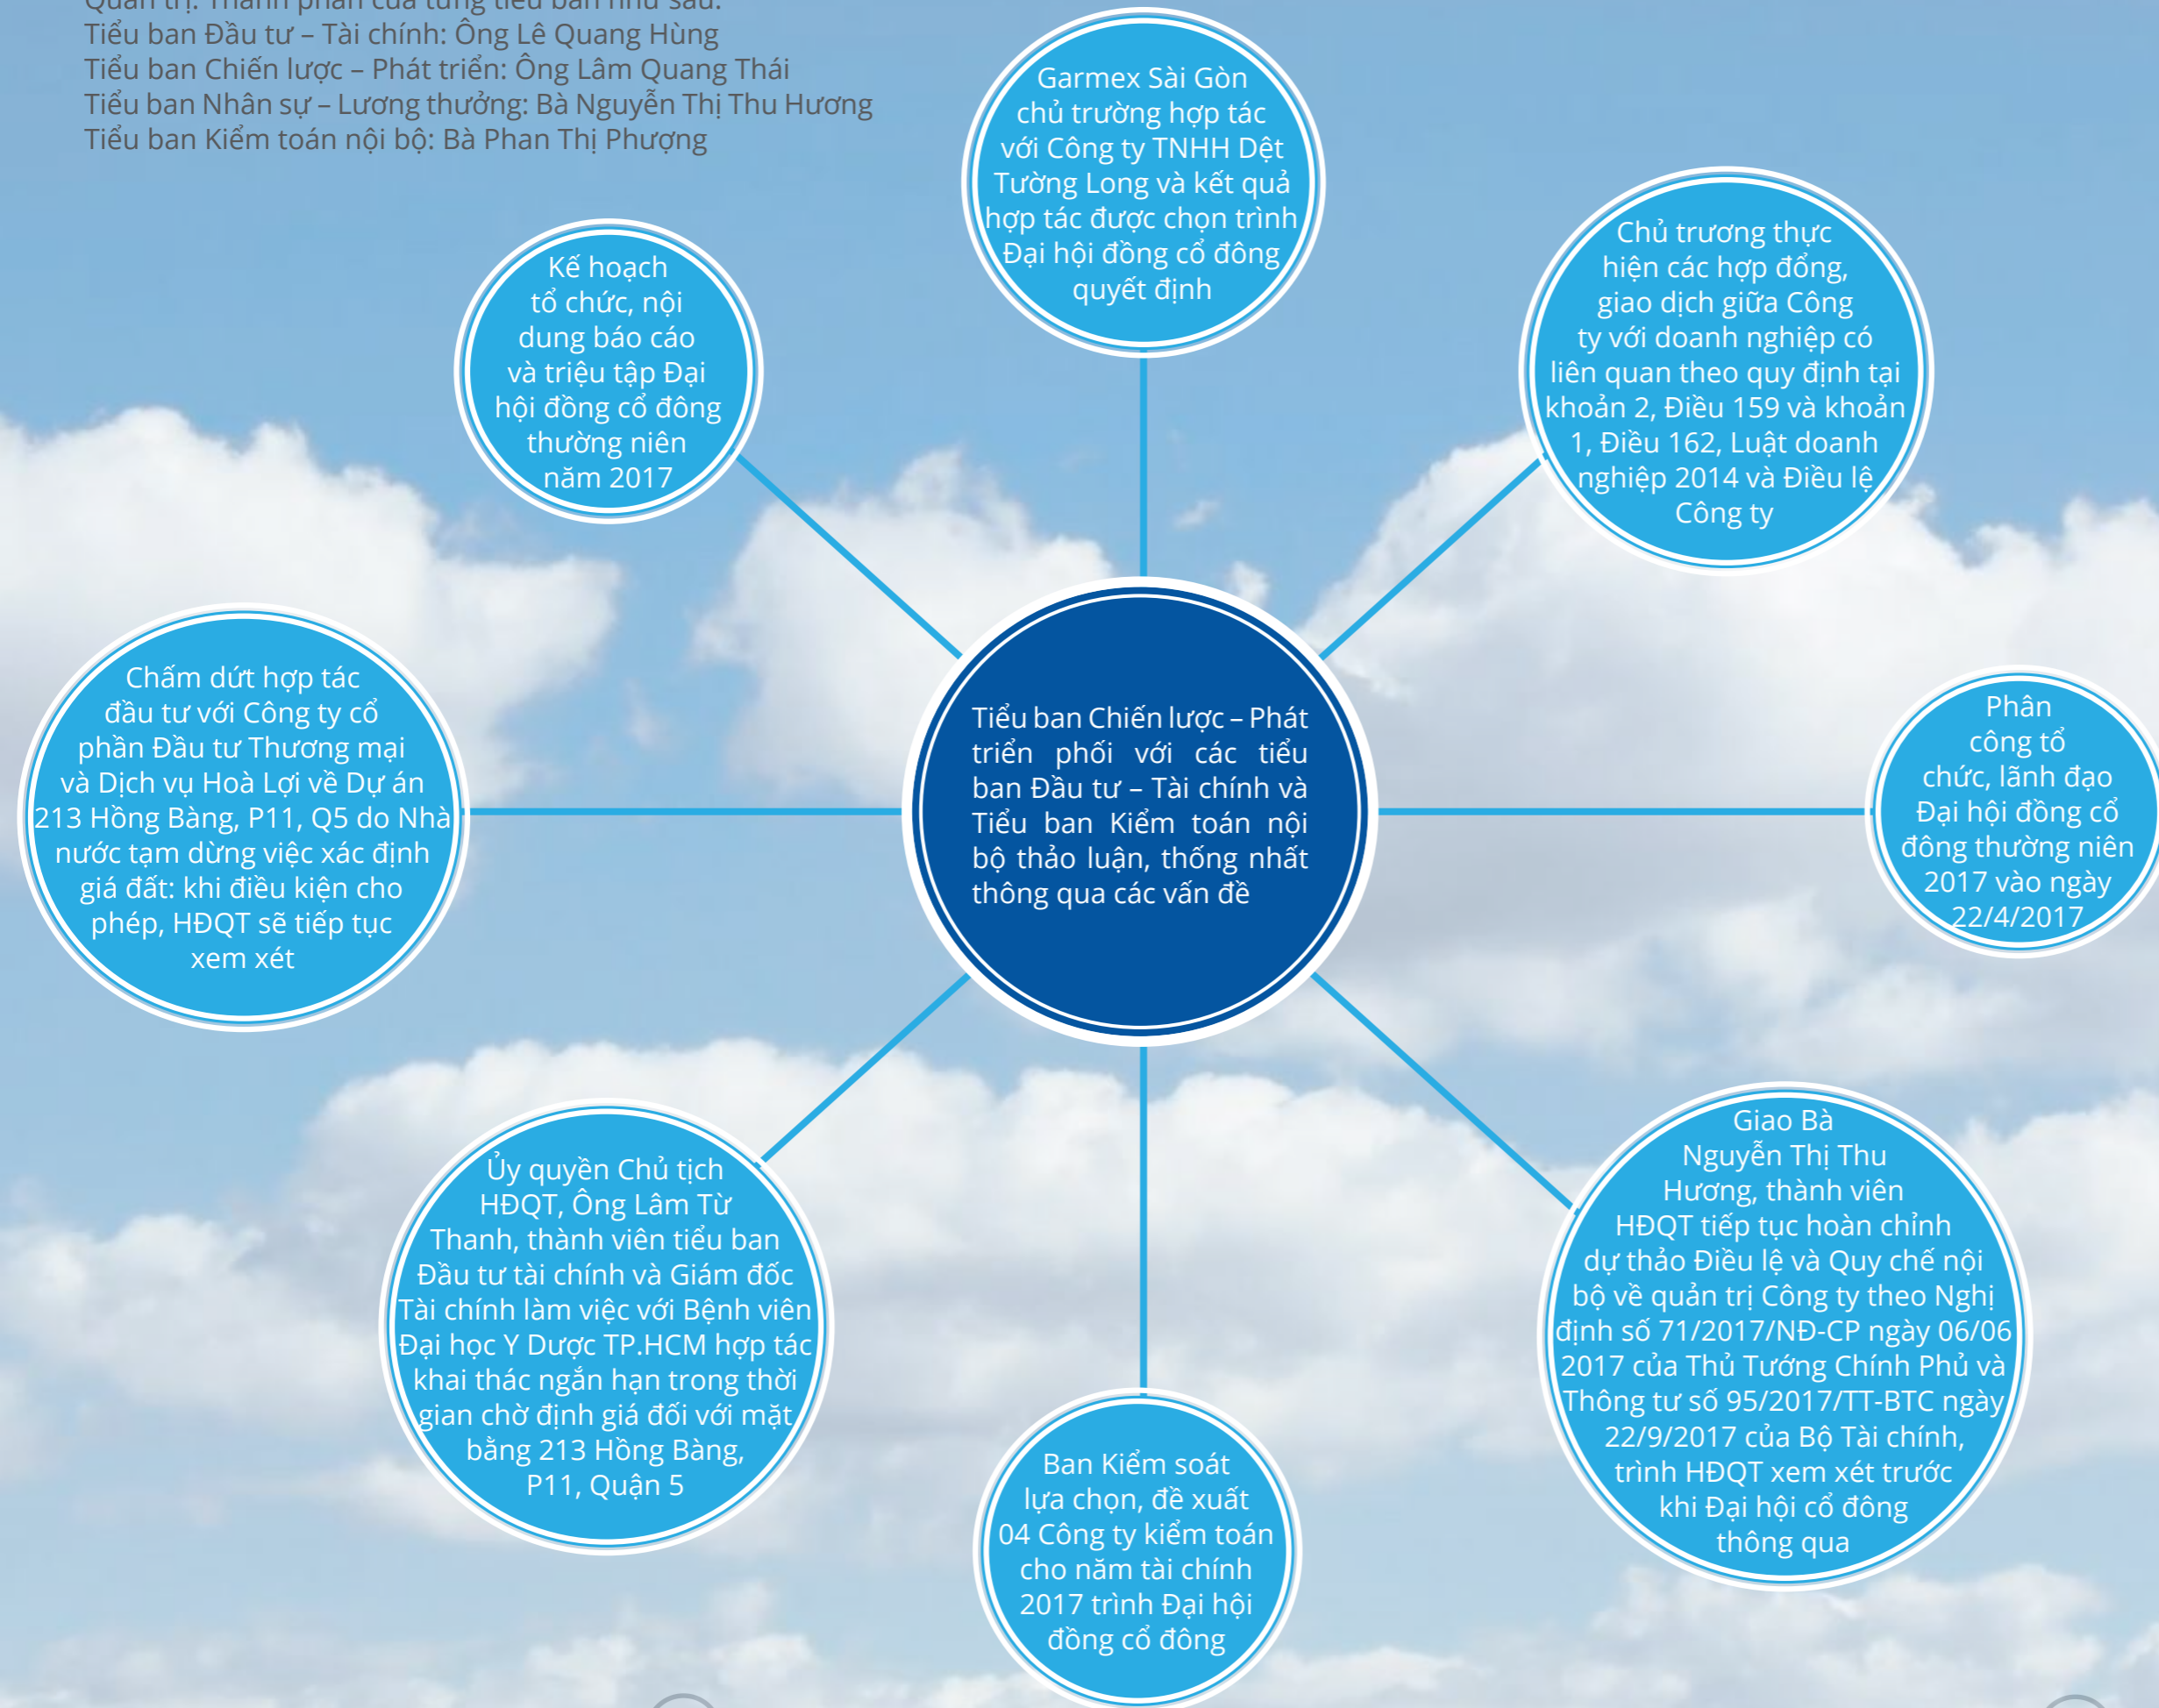 Quản trị. Thành phần của từng tiểu ban như sau:
Tiểu ban Đầu tư – Tài chính: Ông Lê Quang Hùng
Tiểu ban Chiến lược – Phát triển: Ông Lâm Quang Thái
Tiểu ban Nhân sự – Lương thưởng: Bà Nguyễn Thị Thu Hương
Tiểu ban Kiểm toán nội bộ: Bà Phan Thị Phượng
Garmex Sài Gòn
chủ trường hợp tác
với Công ty TNHH Dệt
Tường Long và kết quả
hợp tác được chọn trình
Đại hội đồng cổ đông
quyết định
Kế hoạch
tổ chức, nội
dung báo cáo
và triệu tập Đại
hội đồng cổ đông
thường niên
năm 2017
Chủ trương thực
hiện các hợp đổng,
giao dịch giữa Công
ty với doanh nghiệp có
liên quan theo quy định tại
khoản 2, Điều 159 và khoản
1, Điều 162, Luật doanh
nghiệp 2014 và Điều lệ
Công ty
Chấm dứt hợp tác
đầu tư với Công ty cổ
phần Đầu tư Thương mại
và Dịch vụ Hoà Lợi về Dự án
213 Hồng Bàng, P11, Q5 do Nhà
nước tạm dừng việc xác định
giá đất: khi điều kiện cho
phép, HĐQT sẽ tiếp tục
xem xét
Tiểu ban Chiến lược – Phát
triển phối với các tiểu
ban Đầu tư – Tài chính và
Tiểu ban Kiểm toán nội
bộ thảo luận, thống nhất
thông qua các vấn đề
Phân
công tổ
chức, lãnh đạo
Đại hội đồng cổ
đông thường niên
2017 vào ngày
22/4/2017
Ủy quyền Chủ tịch
HĐQT, Ông Lâm Từ
Thanh, thành viên tiểu ban
Đầu tư tài chính và Giám đốc
Tài chính làm việc với Bệnh viên
Đại học Y Dược TP.HCM hợp tác
khai thác ngắn hạn trong thời
gian chờ định giá đối với mặt
bằng 213 Hồng Bàng,
P11, Quận 5
Ban Kiểm soát
lựa chọn, đề xuất
04 Công ty kiểm toán
cho năm tài chính
2017 trình Đại hội
đồng cổ đông
Giao Bà
Nguyễn Thị Thu
Hương, thành viên
HĐQT tiếp tục hoàn chỉnh
dự thảo Điều lệ và Quy chế nội
bộ về quản trị Công ty theo Nghị
định số 71/2017/NĐ-CP ngày 06/06
2017 của Thủ Tướng Chính Phủ và
Thông tư số 95/2017/TT-BTC ngày
22/9/2017 của Bộ Tài chính,
trình HĐQT xem xét trước
khi Đại hội cổ đông
thông qua